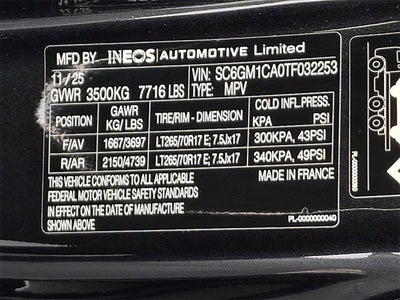 MFD BY INEOS AUTOMOTIVE Limited
11/25 VIN: SC6GM1CA0TF032253
GVWR 3500KG 7716 LBS TYPE: MPV
POSITION GAWR KG/LBS TIRE/RIM - DIMENSION COLD INFL.PRESS. KPA PSI
F/AV 1667/3697 LT265/70R17 E; 7.5Jx17 300KPA, 43PSI
R/AR 2150/4739 LT265/70R17 E; 7.5Jx17 340KPA, 49PSI
THIS VEHICLE CONFORMS TO ALL APPLICABLE MADE IN FRANCE
FEDERAL MOTOR VEHICLE SAFETY STANDARDS
IN EFFECT ON THE DATE OF MANUFACTURE
SHOWN ABOVE PL-0000000040